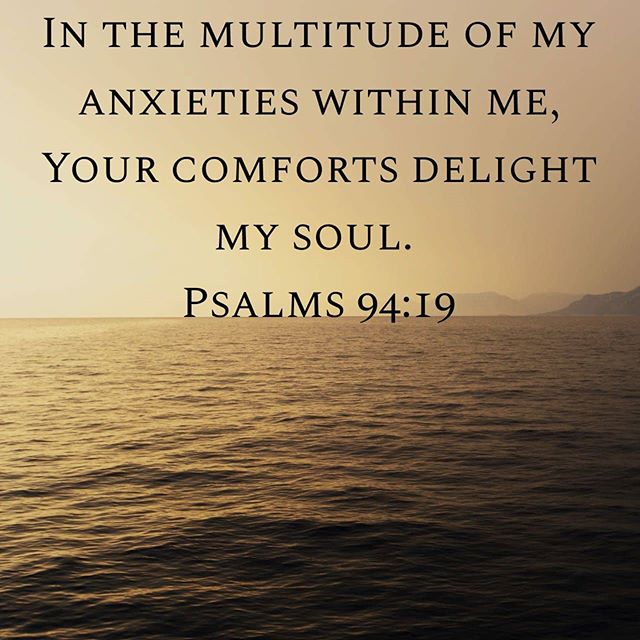 In the multitude of my
anxieties within me,
Your comforts delight
my soul.
Psalms 94:19